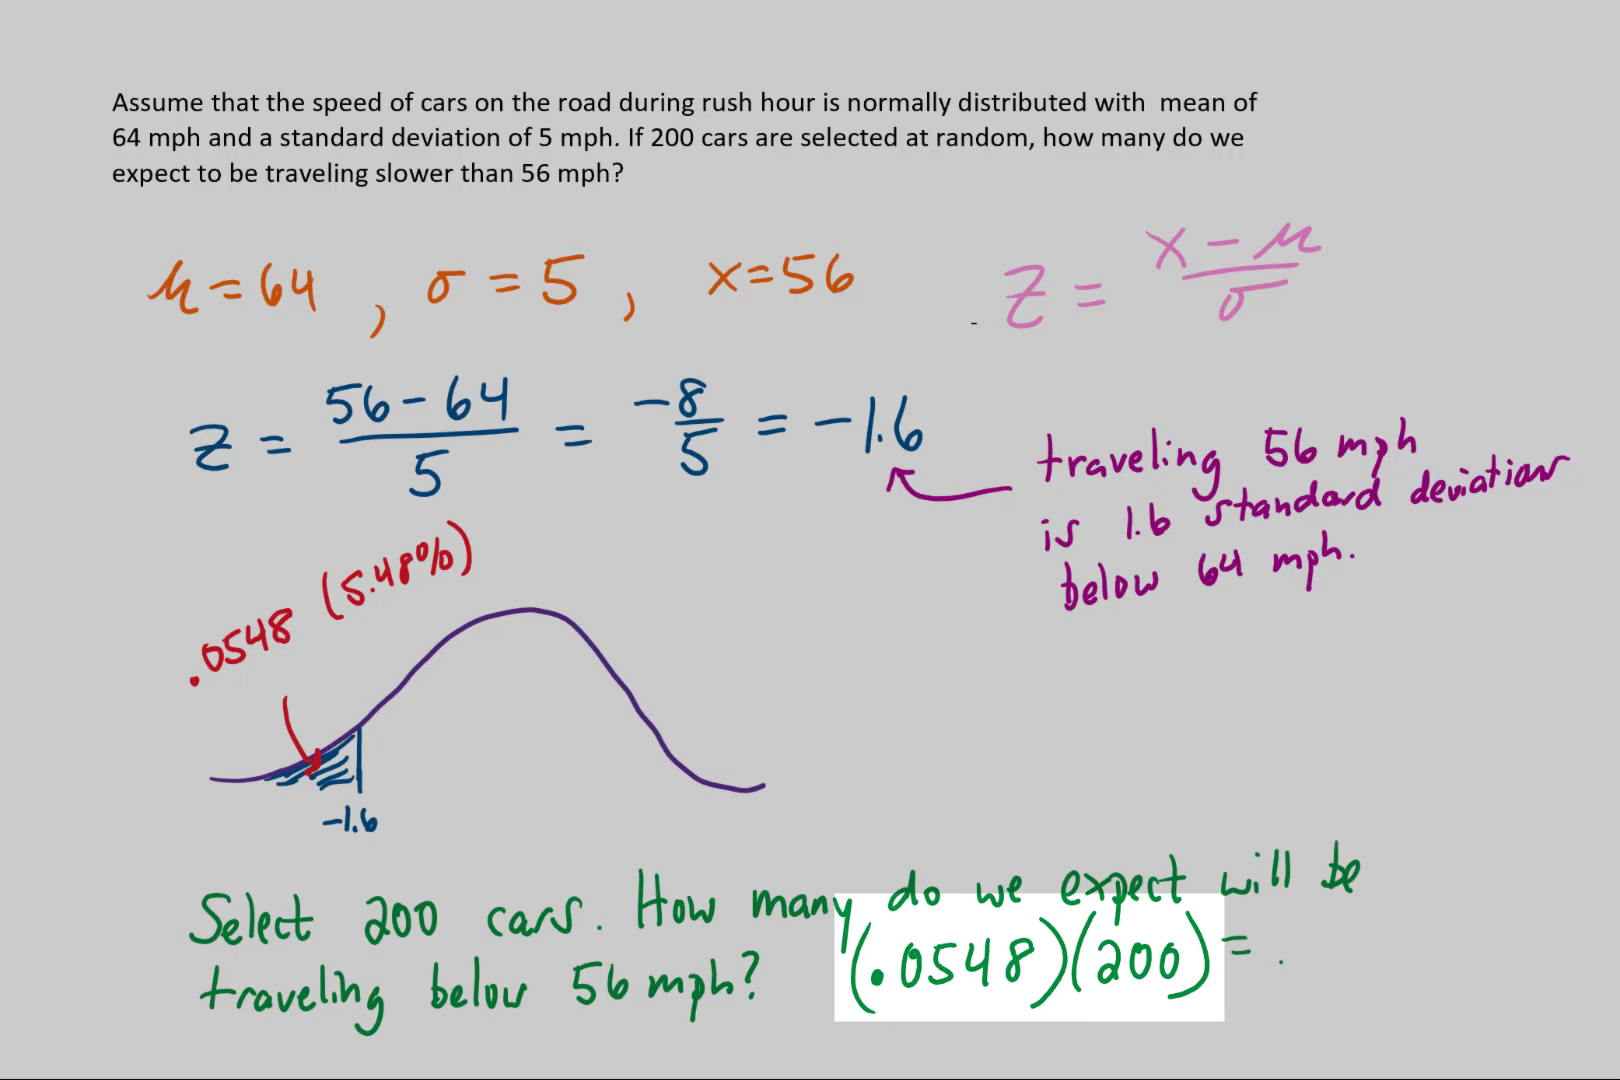 Assume that the speed of cars on the road during rush hour is normally distributed with mean of
64 mph and a standard deviation of 5 mph. If 200 cars are selected at random, how many do we
expect to be traveling slower than 56 mph?
μ = 64 , σ = 5 , x = 56
z = (x - μ) / σ
z = (56 - 64) / 5 = -8/5 = -1.6
traveling 56 mph
is 1.6 standard deviations
below 64 mph.
.0548 (5.48%)
-1.6
Select 200 cars. How many do we expect will be
traveling below 56 mph? (.0548)(200) = .